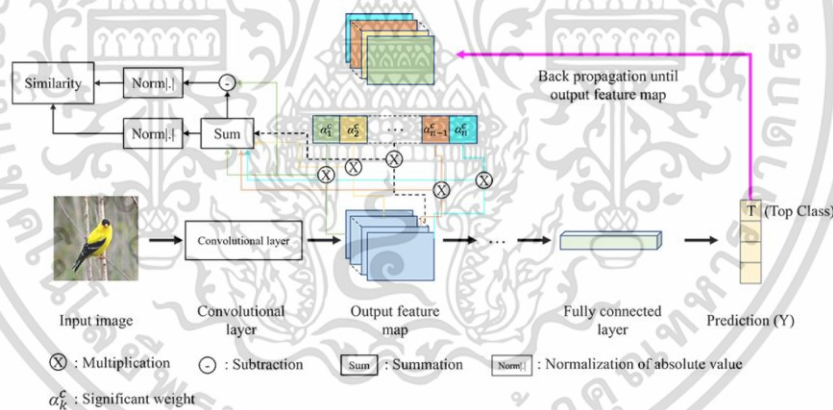 Back propagation until
output feature map
Similarity
Norm|.|
-
Norm|.|
Sum
α₁ᶜ α₂ᶜ ... αₙ₋₁ᶜ αₙᶜ
X X X X X
T (Top Class)
Convolutional layer
...
Input image
Convolutional
layer
Output feature
map
Fully connected
layer
Prediction (Y)
X : Multiplication
- : Subtraction
Sum : Summation
Norm|.| : Normalization of absolute value
αₖᶜ : Significant weight